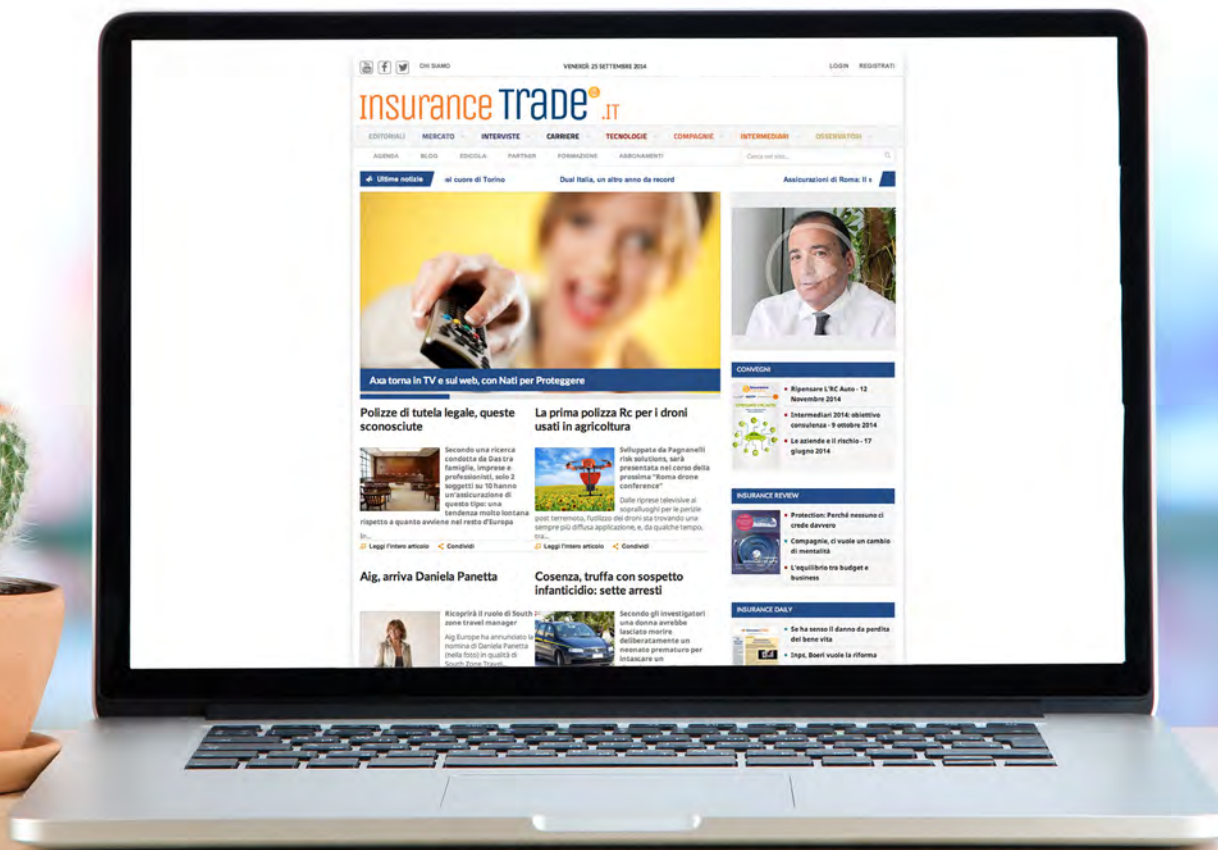 CHI SIAMO
VENERDÌ 25 SETTEMBRE 2014
LOGIN REGISTRATI
Insurance Trade.it
EDITORIALI MERCATO INTERVISTE CARRIERE TECNOLOGIE COMPAGNIE INTERMEDIARI OSSERVATORI
AGENDA BLOG EDICOLA PARTNER FORMAZIONE ABBONAMENTI
Cerca nel sito...
Ultime notizie
al cuore di Torino
Dual Italia, un altro anno da record
Assicurazioni di Roma: Il
Axa torna in TV e sul web, con Nati per Proteggere
Polizze di tutela legale, queste
sconosciute
Secondo una ricerca
condotta da Das tra
famiglie, imprese e
professionisti, solo 2
soggetti su 10 hanno
un'assicurazione di
questo tipo: una
tendenza molto lontana
rispetto a quanto avviene nel resto d'Europa
In...
Leggi l'intero articolo Condividi
La prima polizza Rc per i droni
usati in agricoltura
Sviluppata da Pagnanelli
risk solutions, sarà
presentata nel corso della
prossima "Roma drone
conference"
Dalle riprese televisive ai
sopralluoghi per le perizie
post terremoto, l'utilizzo dei droni sta trovando una
sempre più diffusa applicazione, e, da qualche tempo,
tra...
Leggi l'intero articolo Condividi
Aig, arriva Daniela Panetta
Ricoprirà il ruolo di South
zone travel manager
Aig Europe ha annunciato la
nomina di Daniela Panetta
(nella foto) in qualità di
South Zone Travel
Cosenza, truffa con sospetto
infanticidio: sette arresti
Secondo gli investigatori
una donna avrebbe
lasciato morire
deliberatamente un
neonato prematuro per
intascare un
CONVEGNI
Ripensare L'RC Auto - 12
Novembre 2014
Intermediari 2014: obiettivo
consulenza - 9 ottobre 2014
Le aziende e il rischio - 17
giugno 2014
INSURANCE REVIEW
Protection: Perché nessuno ci
crede davvero
Compagnie, ci vuole un cambio
di mentalità
L'equilibrio tra budget e
business
INSURANCE DAILY
Se ha senso il danno da perdita
del bene vita
Inps, Boeri vuole la riforma